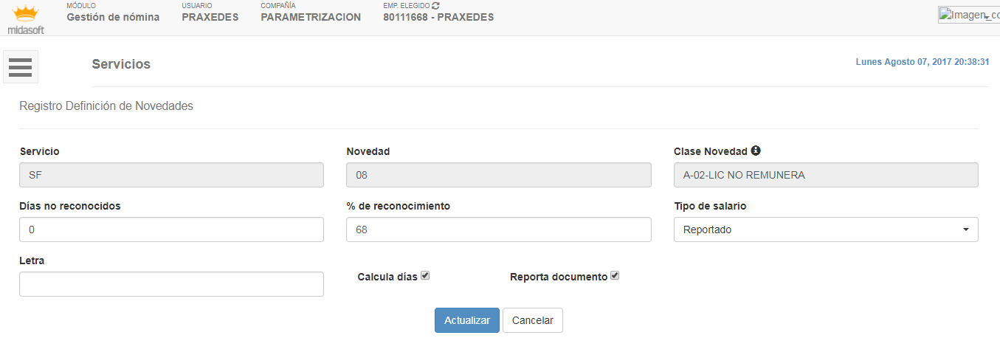 midasoft
MÓDULO
Gestión de nómina
USUARIO
PRAXEDES
COMPAÑÍA
PARAMETRIZACION
EMP. ELEGIDO
80111668 - PRAXEDES
Imagen_co
Servicios
Lunes Agosto 07, 2017 20:38:31
Registro Definición de Novedades
Servicio
SF
Novedad
08
Clase Novedad
A-02-LIC NO REMUNERA
Días no reconocidos
0
% de reconocimiento
68
Tipo de salario
Reportado
Letra
Calcula días
Reporta documento
Actualizar
Cancelar